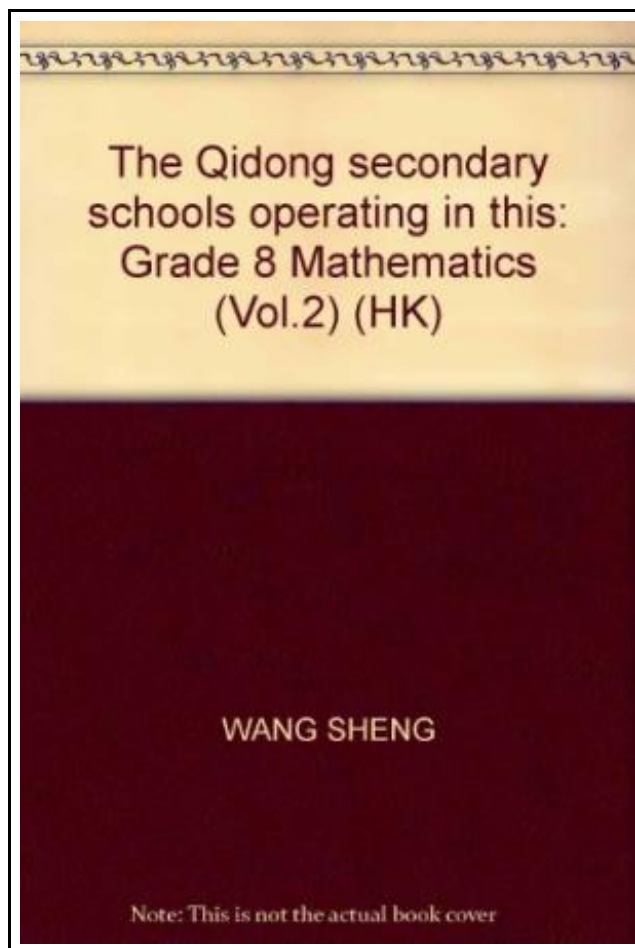 The Qidong secondary
schools operating in this:
Grade 8 Mathematics
(Vol.2) (HK)
WANG SHENG
Note: This is not the actual book cover